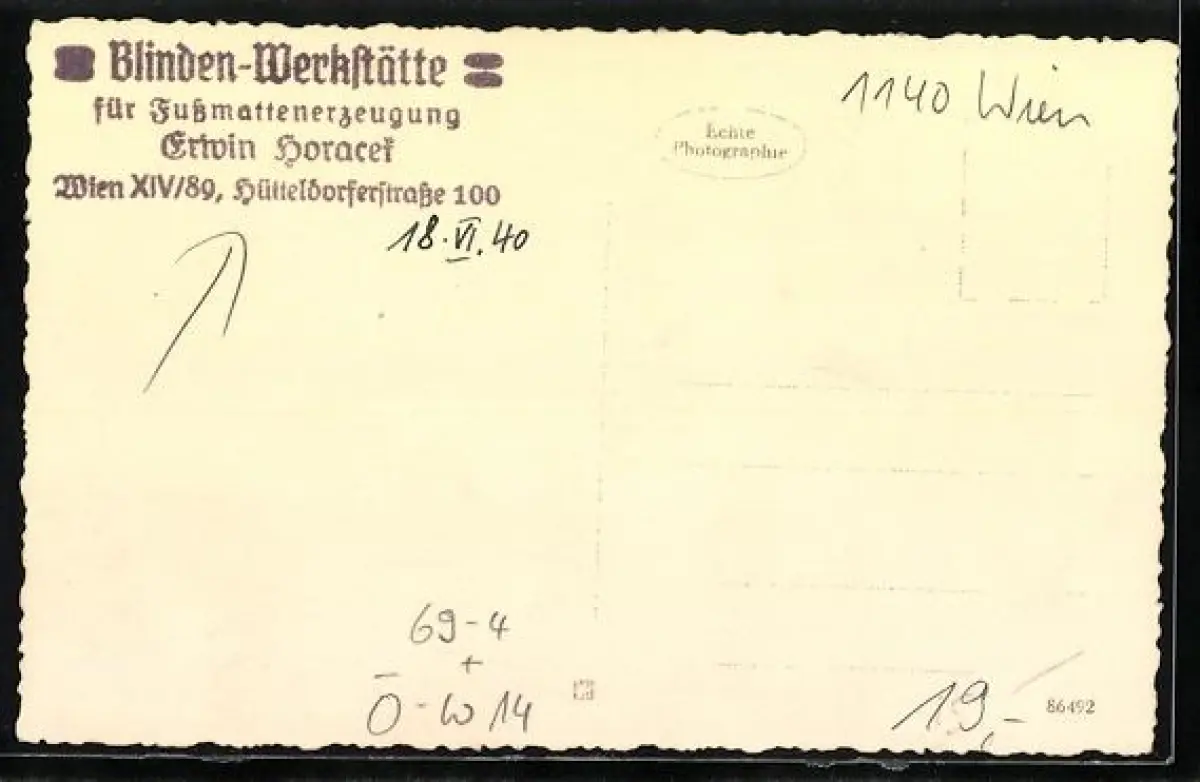 Blinden-Werkstätte
für Fußmattenerzeugung
Erwin Horacek
Wien XIV/89, Hütteldorferstraße 100
18.VI.40
Echte
Photographie
1140 Wien
69-4
+
Ö-W 14
19,-
86492